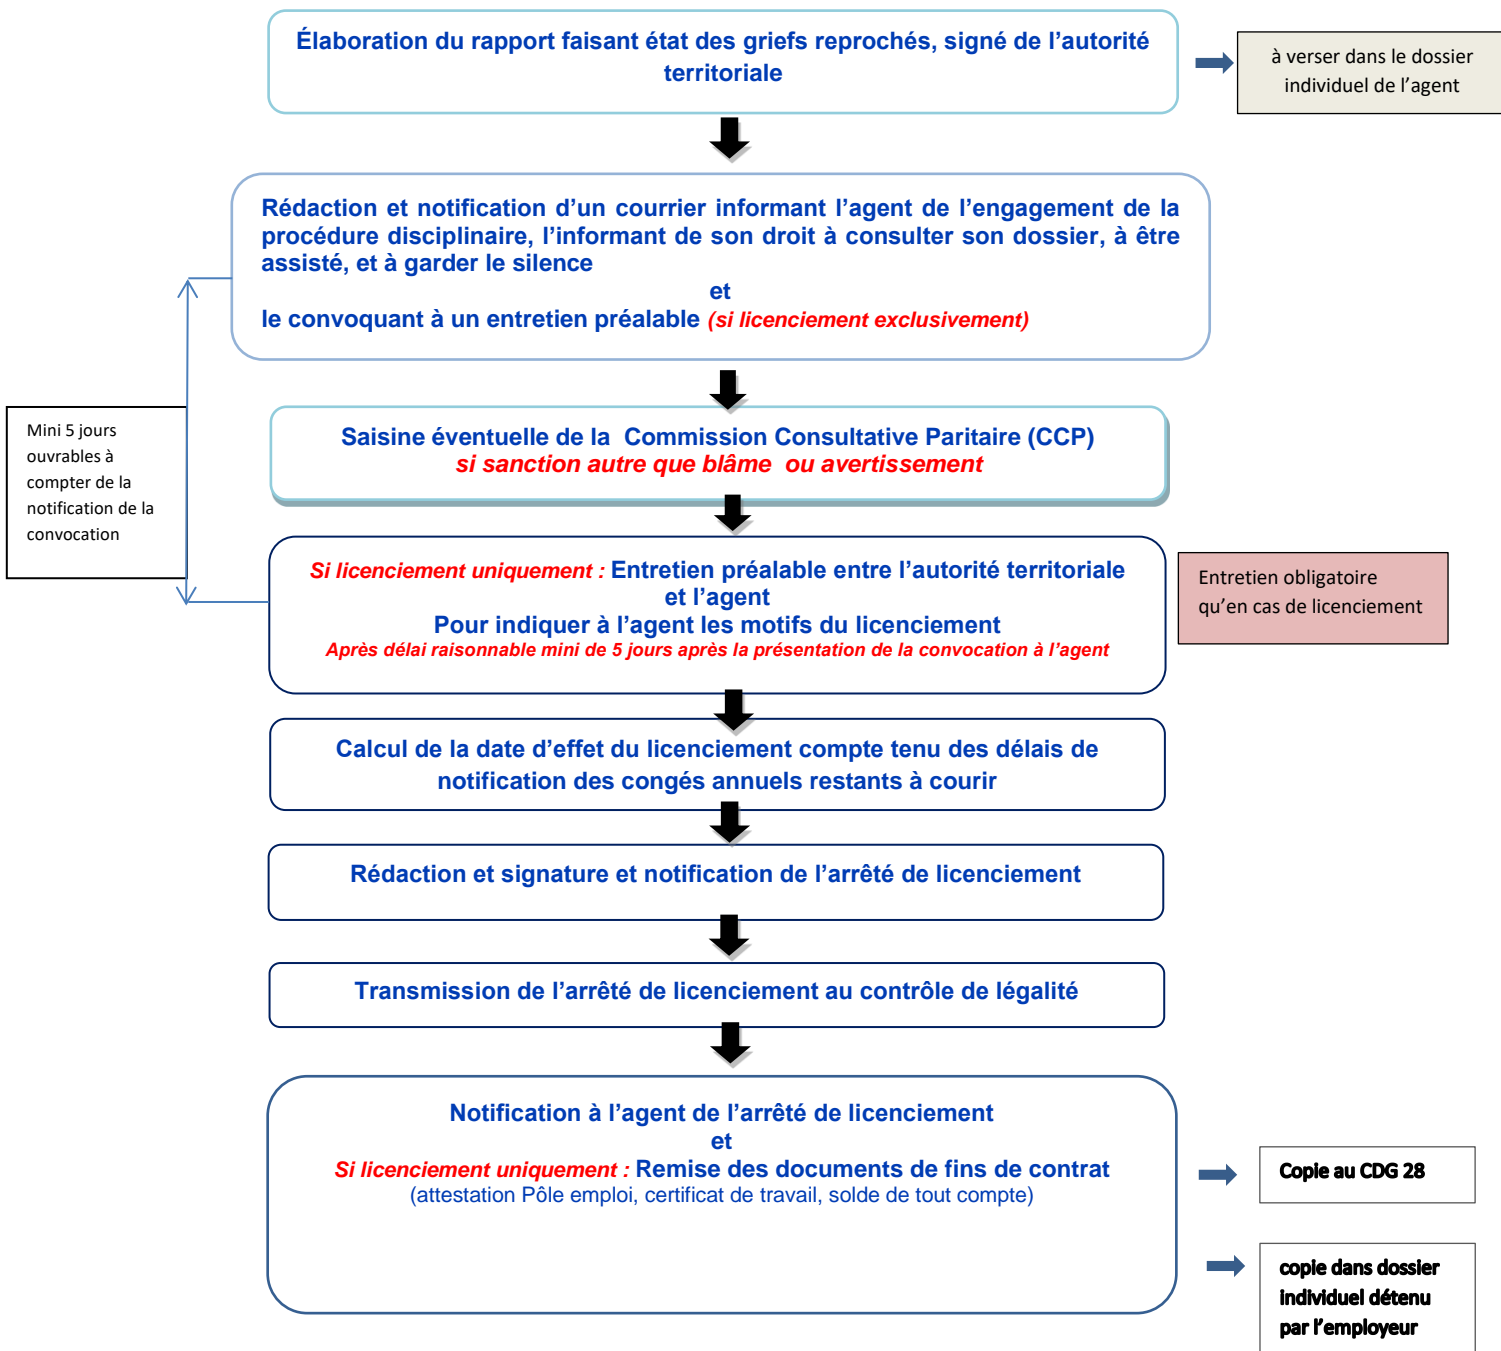 Élaboration du rapport faisant état des griefs reprochés, signé de l’autorité
territoriale
à verser dans le dossier
individuel de l’agent
Rédaction et notification d’un courrier informant l’agent de l’engagement de la
procédure disciplinaire, l’informant de son droit à consulter son dossier, à être
assisté, et à garder le silence
et
le convoquant à un entretien préalable (si licenciement exclusivement)
Mini 5 jours
ouvrables à
compter de la
notification de la
convocation
Saisine éventuelle de la Commission Consultative Paritaire (CCP)
si sanction autre que blâme ou avertissement
Si licenciement uniquement : Entretien préalable entre l’autorité territoriale
et l’agent
Pour indiquer à l’agent les motifs du licenciement
Après délai raisonnable mini de 5 jours après la présentation de la convocation à l’agent
Entretien obligatoire
qu’en cas de licenciement
Calcul de la date d’effet du licenciement compte tenu des délais de
notification des congés annuels restants à courir
Rédaction et signature et notification de l’arrêté de licenciement
Transmission de l’arrêté de licenciement au contrôle de légalité
Notification à l’agent de l’arrêté de licenciement
et
Si licenciement uniquement : Remise des documents de fins de contrat
(attestation Pôle emploi, certificat de travail, solde de tout compte)
Copie au CDG 28
copie dans dossier
individuel détenu
par l’employeur